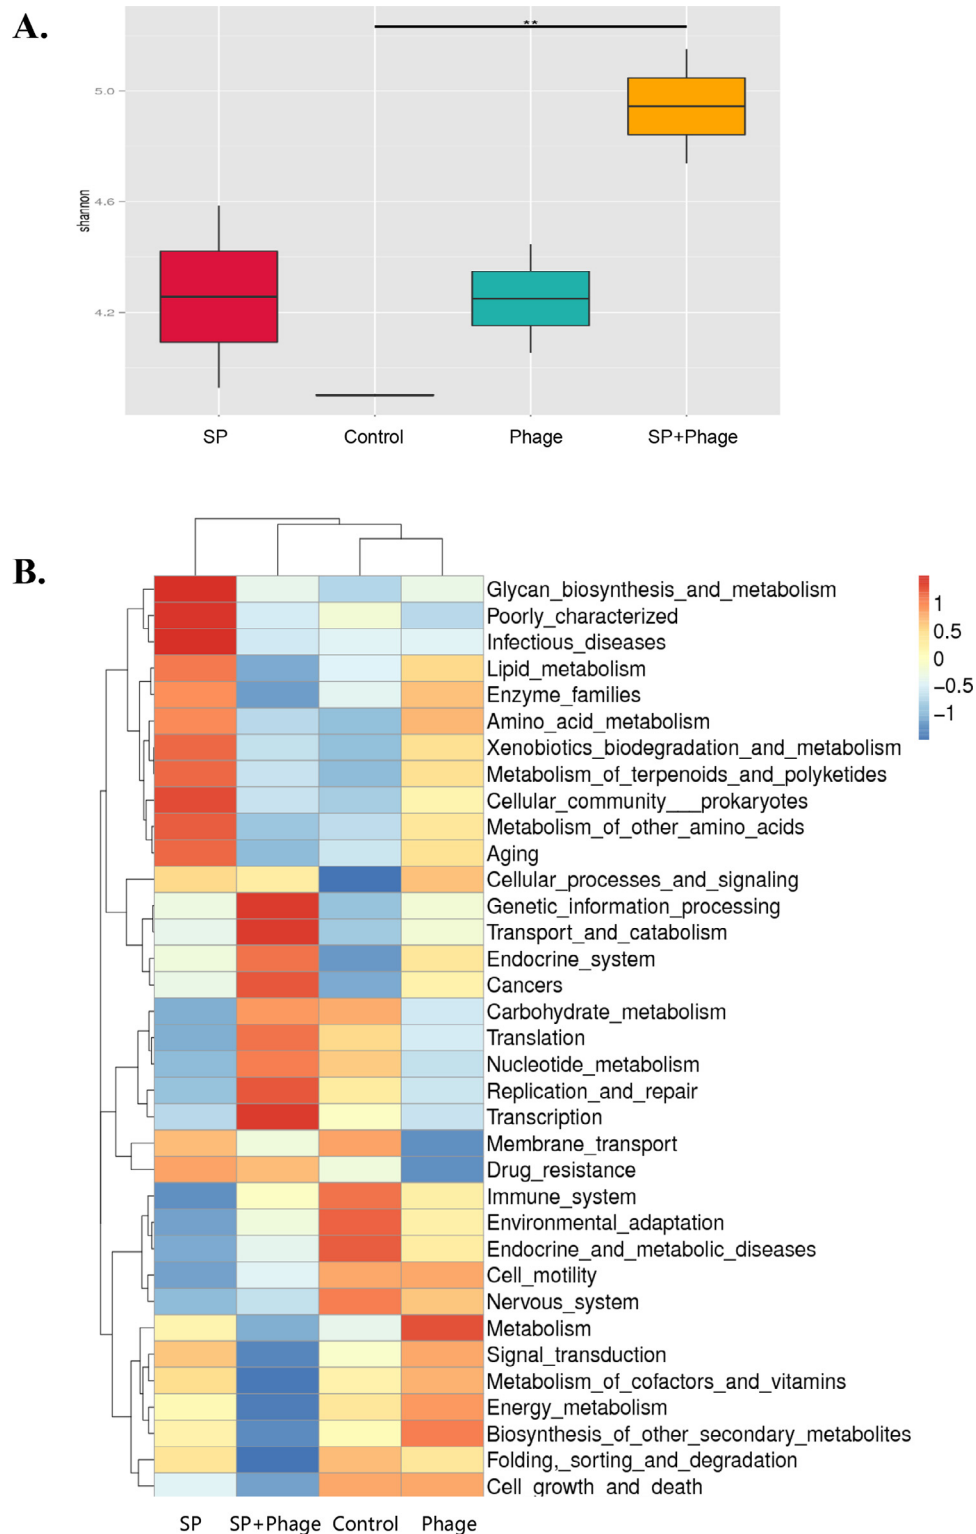 A.
**
5.0
4.6
4.2
shannon
SP Control Phage SP+Phage
B.
Glycan_biosynthesis_and_metabolism
Poorly_characterized
Infectious_diseases
Lipid_metabolism
Enzyme_families
Amino_acid_metabolism
Xenobiotics_biodegradation_and_metabolism
Metabolism_of_terpenoids_and_polyketides
Cellular_community___prokaryotes
Metabolism_of_other_amino_acids
Aging
Cellular_processes_and_signaling
Genetic_information_processing
Transport_and_catabolism
Endocrine_system
Cancers
Carbohydrate_metabolism
Translation
Nucleotide_metabolism
Replication_and_repair
Transcription
Membrane_transport
Drug_resistance
Immune_system
Environmental_adaptation
Endocrine_and_metabolic_diseases
Cell_motility
Nervous_system
Metabolism
Signal_transduction
Metabolism_of_cofactors_and_vitamins
Energy_metabolism
Biosynthesis_of_other_secondary_metabolites
Folding,_sorting_and_degradation
Cell_growth_and_death
1
0.5
0
−0.5
−1
SP SP+Phage Control Phage